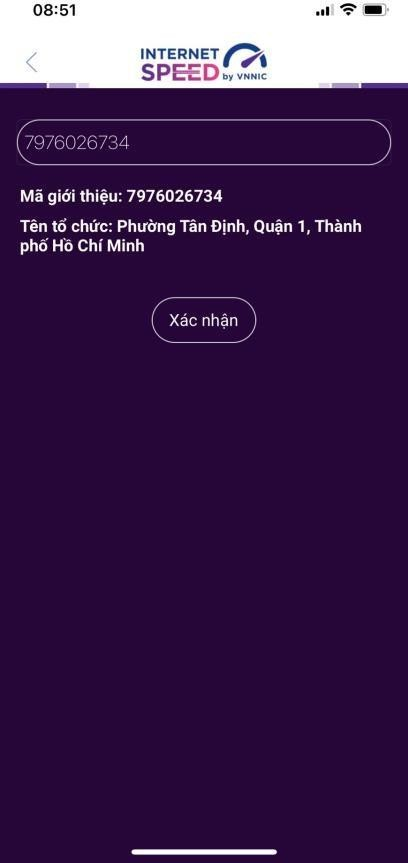 08:51
INTERNET
SPEED by VNNIC
7976026734
Mã giới thiệu: 7976026734
Tên tổ chức: Phường Tân Định, Quận 1, Thành
phố Hồ Chí Minh
Xác nhận